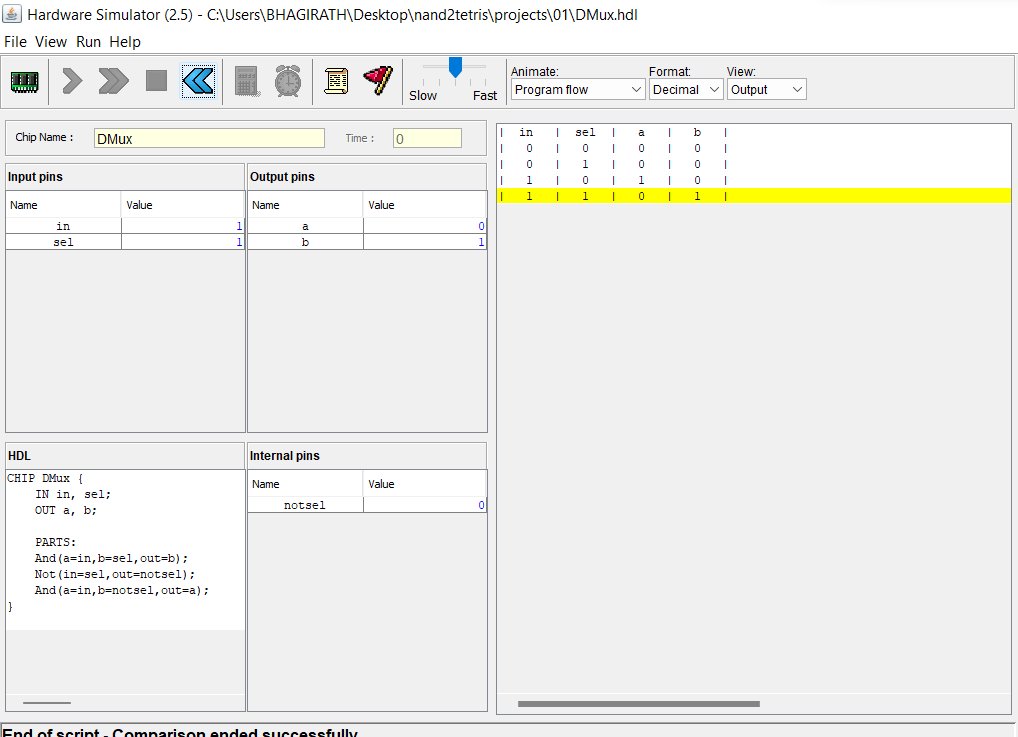 Hardware Simulator (2.5) - C:\Users\BHAGIRATH\Desktop\nand2tetris\projects\01\DMux.hdl
File View Run Help
Slow Fast
Animate: Format: View:
Program flow Decimal Output
Chip Name : DMux Time : 0
Input pins
Name Value
in 1
sel 1
Output pins
Name Value
a 0
b 1
HDL
CHIP DMux {
IN in, sel;
OUT a, b;
PARTS:
And(a=in,b=sel,out=b);
Not(in=sel,out=notsel);
And(a=in,b=notsel,out=a);
}
Internal pins
Name Value
notsel 0
| in | sel | a | b |
| 0 | 0 | 0 | 0 |
| 0 | 1 | 0 | 0 |
| 1 | 0 | 1 | 0 |
| 1 | 1 | 0 | 1 |
End of script - Comparison ended successfully